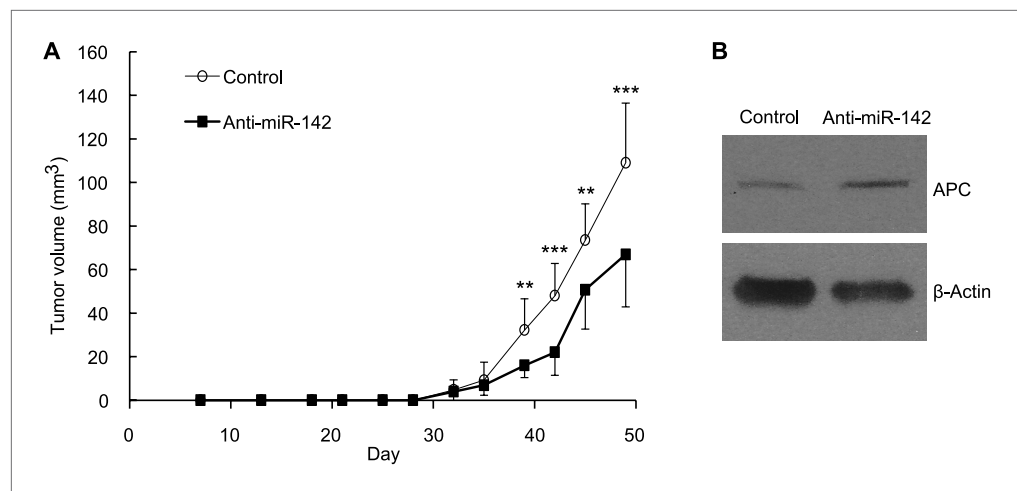 A
Tumor volume (mm³)
160
140
120
100
80
60
40
20
0
Control
Anti-miR-142
**
***
**
***
0 10 20 30 40 50
Day
B
Control Anti-miR-142
APC
β-Actin